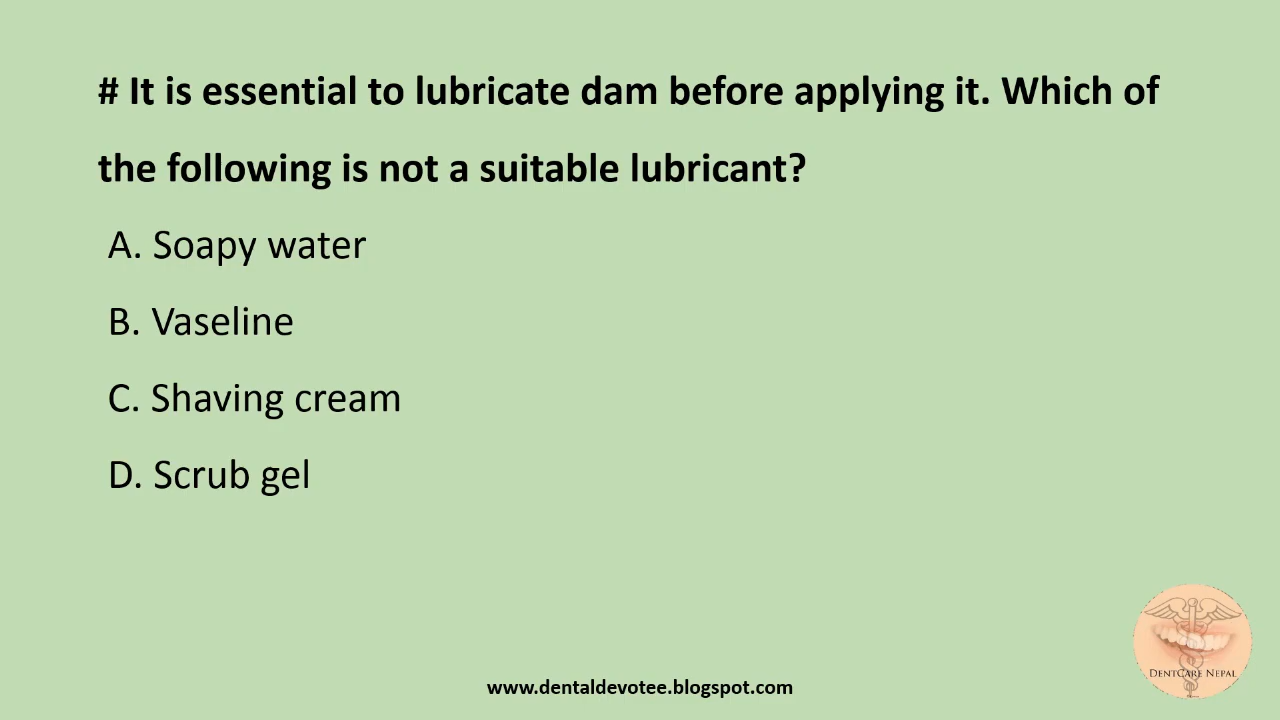 # It is essential to lubricate dam before applying it. Which of
the following is not a suitable lubricant?
A. Soapy water
B. Vaseline
C. Shaving cream
D. Scrub gel
DENTCARE NEPAL
www.dentaldevotee.blogspot.com